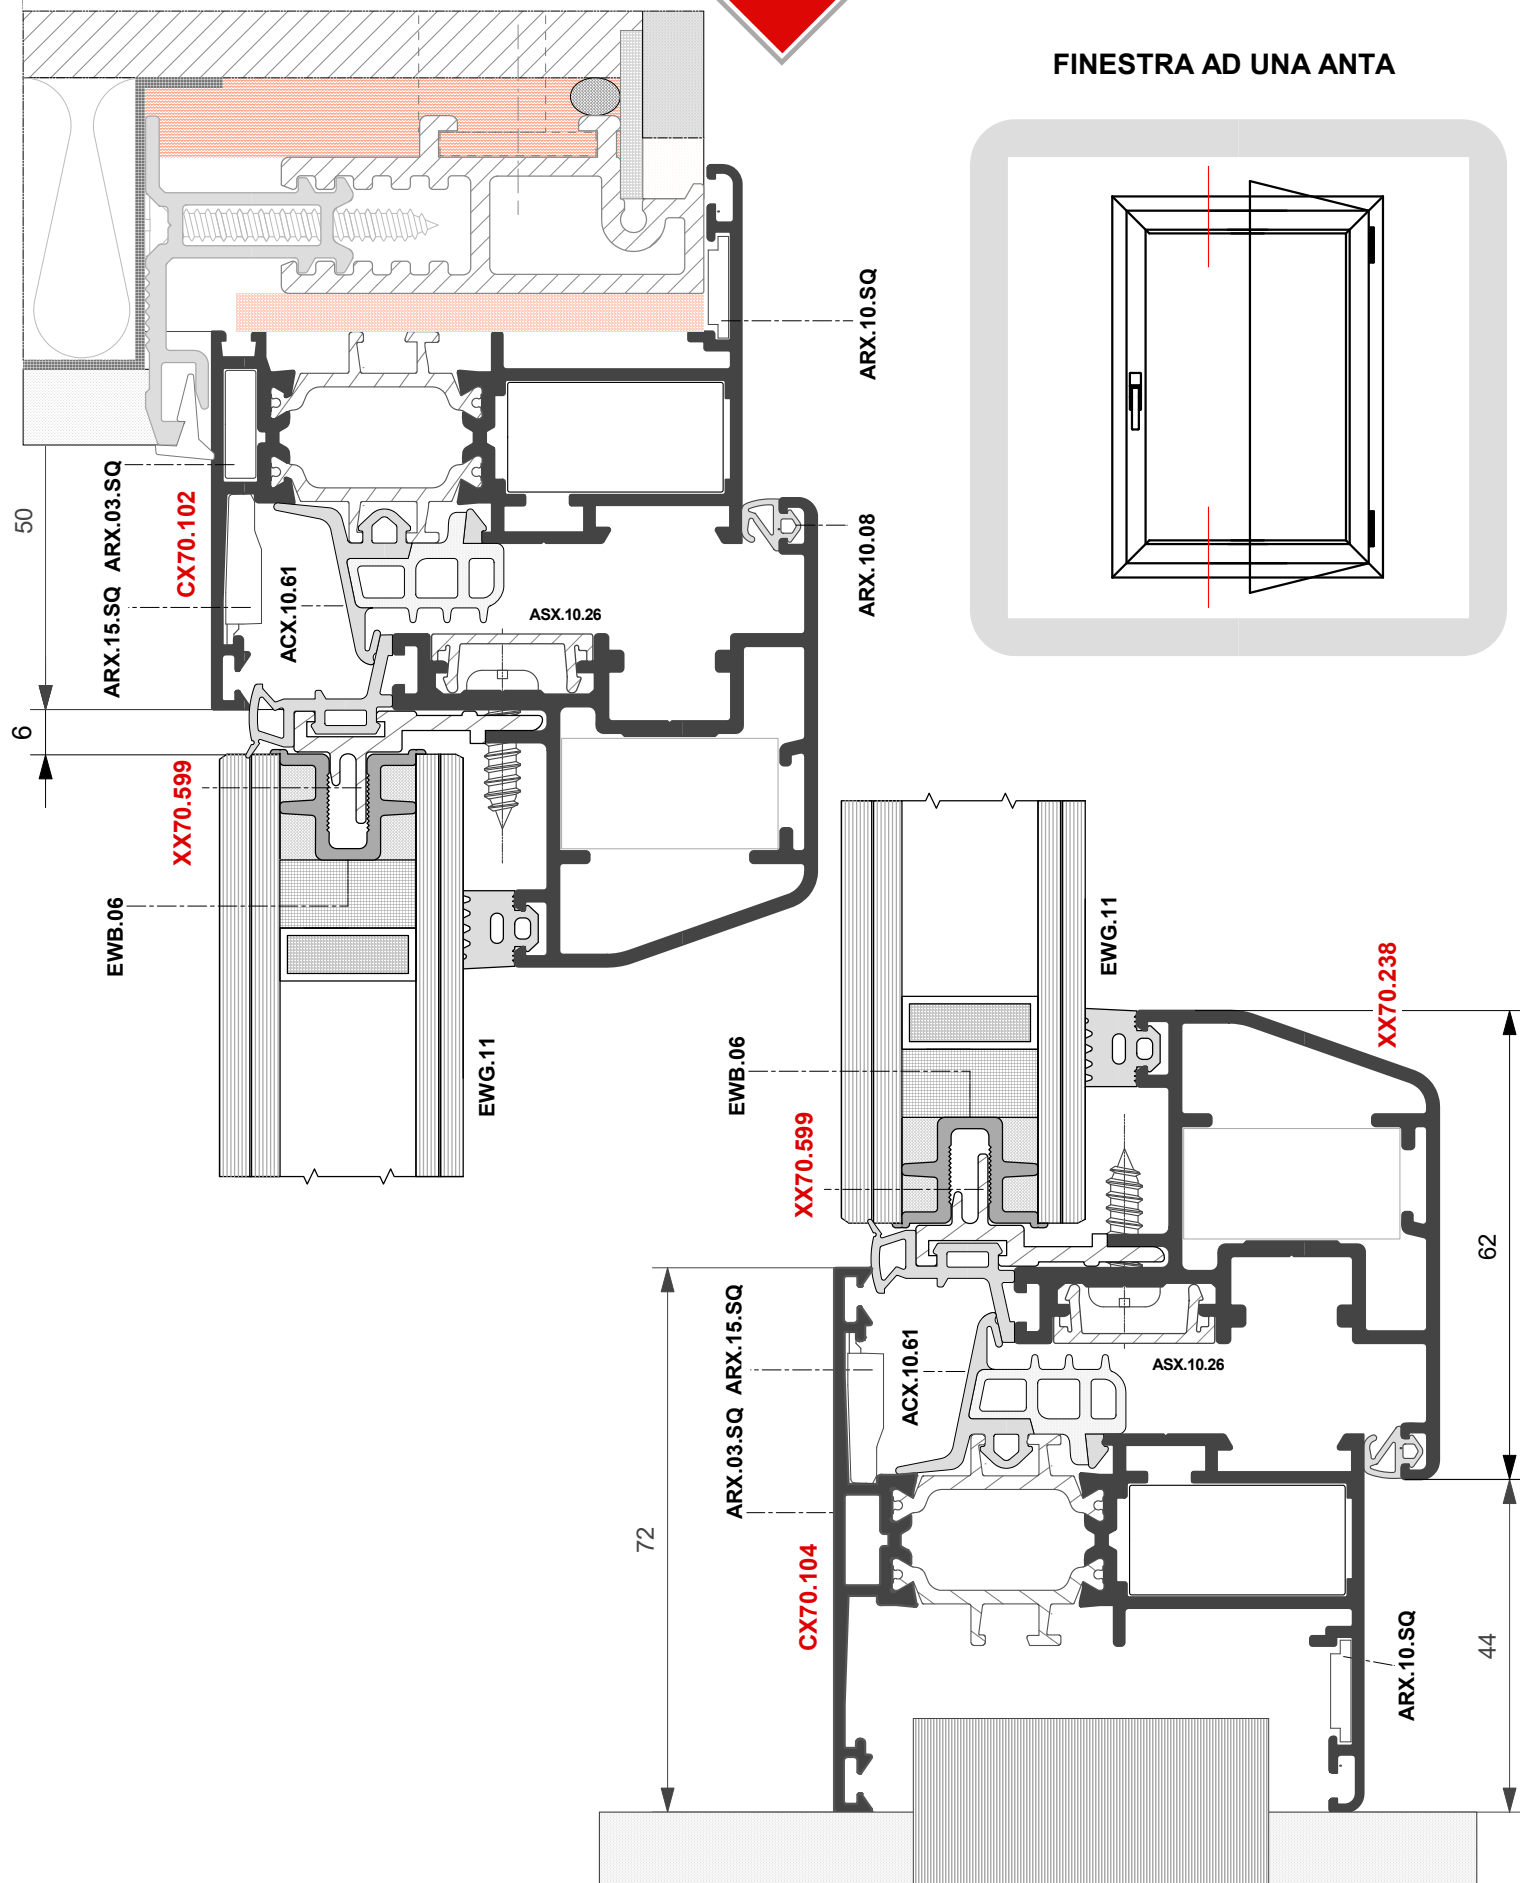 FINESTRA AD UNA ANTA
ARX.10.SQ
ARX.03.SQ
CX70.102
ARX.15.SQ
ACX.10.61
ASX.10.26
ARX.10.08
50
6
XX70.599
EWB.06
EWG.11
EWG.11
XX70.238
EWB.06
XX70.599
62
ARX.15.SQ
ACX.10.61
ASX.10.26
ARX.03.SQ
72
CX70.104
ARX.10.SQ
44